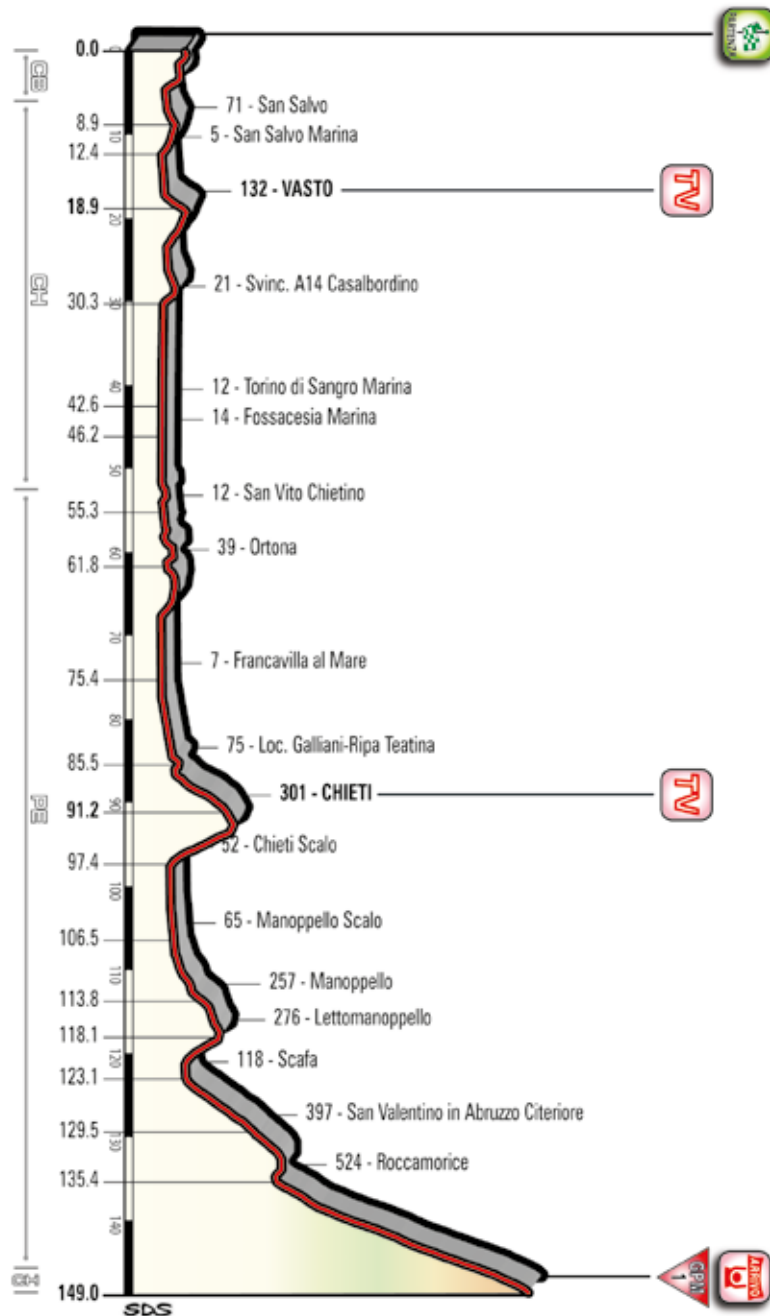 PARTENZA
0.0
0
CB
71 - San Salvo
8.9
5 - San Salvo Marina
10
12.4
132 - VASTO
TV
18.9
20
CH
21 - Svinc. A14 Casalbordino
30.3
30
12 - Torino di Sangro Marina
40
42.6
14 - Fossacesia Marina
46.2
50
12 - San Vito Chietino
55.3
39 - Ortona
60
61.8
70
7 - Francavilla al Mare
75.4
80
75 - Loc. Galliani-Ripa Teatina
85.5
301 - CHIETI
TV
90
91.2
PE
52 - Chieti Scalo
97.4
100
65 - Manoppello Scalo
106.5
110
257 - Manoppello
113.8
276 - Lettomanoppello
118.1
120
118 - Scafa
123.1
397 - San Valentino in Abruzzo Citeriore
129.5
130
524 - Roccamorice
135.4
140
CH
GPM
1
ARRIVO
149.0
SDS